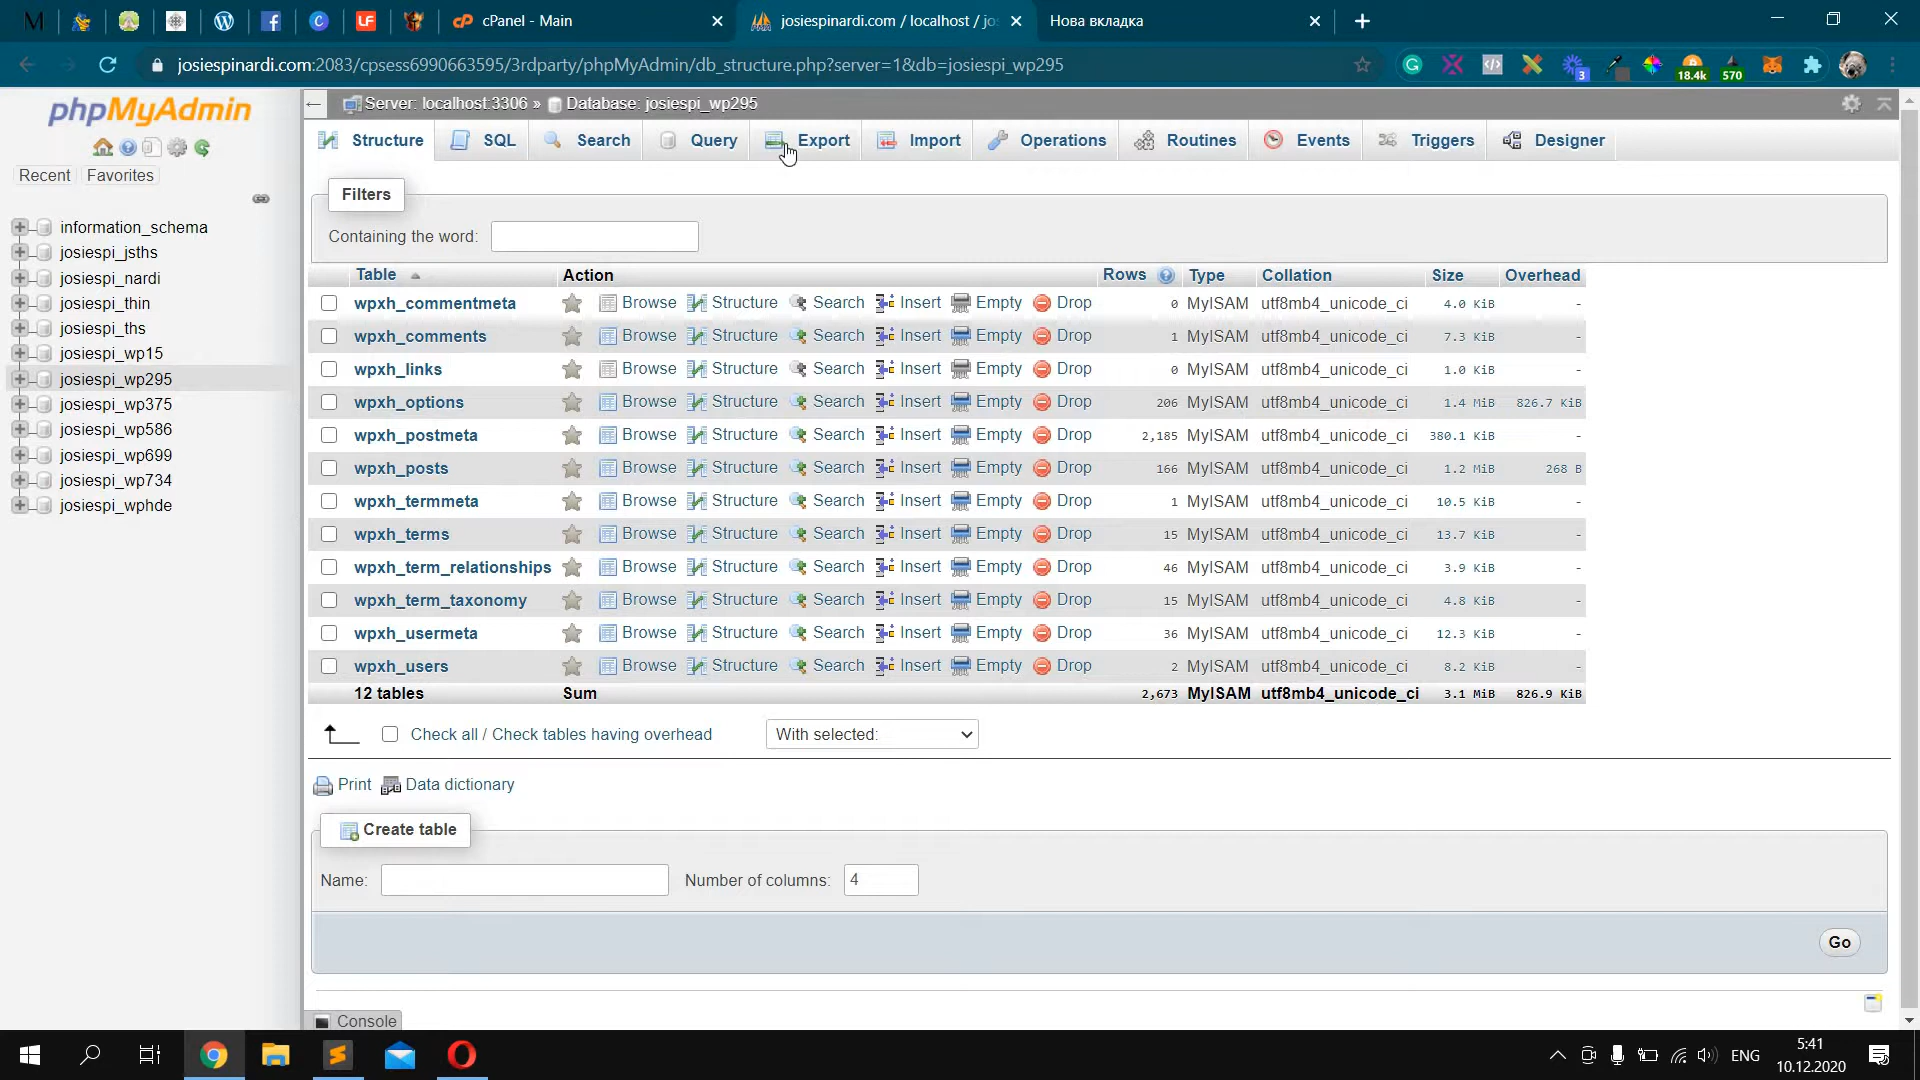 cPanel - Main
josiespinardi.com / localhost / jo
Нова вкладка
josiespinardi.com:2083/cpsess6990663595/3rdparty/phpMyAdmin/db_structure.php?server=1&db=josiespi_wp295
3
18.4k
570
phpMyAdmin
Recent Favorites
information_schema
josiespi_jsths
josiespi_nardi
josiespi_thin
josiespi_ths
josiespi_wp15
josiespi_wp295
josiespi_wp375
josiespi_wp586
josiespi_wp699
josiespi_wp734
josiespi_wphde
Server: localhost:3306 » Database: josiespi_wp295
Structure SQL Search Query Export Import Operations Routines Events Triggers Designer
Filters
Containing the word:
Table Action Rows Type Collation Size Overhead
wpxh_commentmeta Browse Structure Search Insert Empty Drop 0 MyISAM utf8mb4_unicode_ci 4.0 KiB -
wpxh_comments Browse Structure Search Insert Empty Drop 1 MyISAM utf8mb4_unicode_ci 7.3 KiB -
wpxh_links Browse Structure Search Insert Empty Drop 0 MyISAM utf8mb4_unicode_ci 1.0 KiB -
wpxh_options Browse Structure Search Insert Empty Drop 206 MyISAM utf8mb4_unicode_ci 1.4 MiB 826.7 KiB
wpxh_postmeta Browse Structure Search Insert Empty Drop 2,185 MyISAM utf8mb4_unicode_ci 380.1 KiB -
wpxh_posts Browse Structure Search Insert Empty Drop 166 MyISAM utf8mb4_unicode_ci 1.2 MiB 268 B
wpxh_termmeta Browse Structure Search Insert Empty Drop 1 MyISAM utf8mb4_unicode_ci 10.5 KiB -
wpxh_terms Browse Structure Search Insert Empty Drop 15 MyISAM utf8mb4_unicode_ci 13.7 KiB -
wpxh_term_relationships Browse Structure Search Insert Empty Drop 46 MyISAM utf8mb4_unicode_ci 3.9 KiB -
wpxh_term_taxonomy Browse Structure Search Insert Empty Drop 15 MyISAM utf8mb4_unicode_ci 4.8 KiB -
wpxh_usermeta Browse Structure Search Insert Empty Drop 36 MyISAM utf8mb4_unicode_ci 12.3 KiB -
wpxh_users Browse Structure Search Insert Empty Drop 2 MyISAM utf8mb4_unicode_ci 8.2 KiB -
12 tables Sum 2,673 MyISAM utf8mb4_unicode_ci 3.1 MiB 826.9 KiB
Check all / Check tables having overhead With selected:
Print Data dictionary
Create table
Name: Number of columns: 4
Go
Console
ENG
5:41
10.12.2020